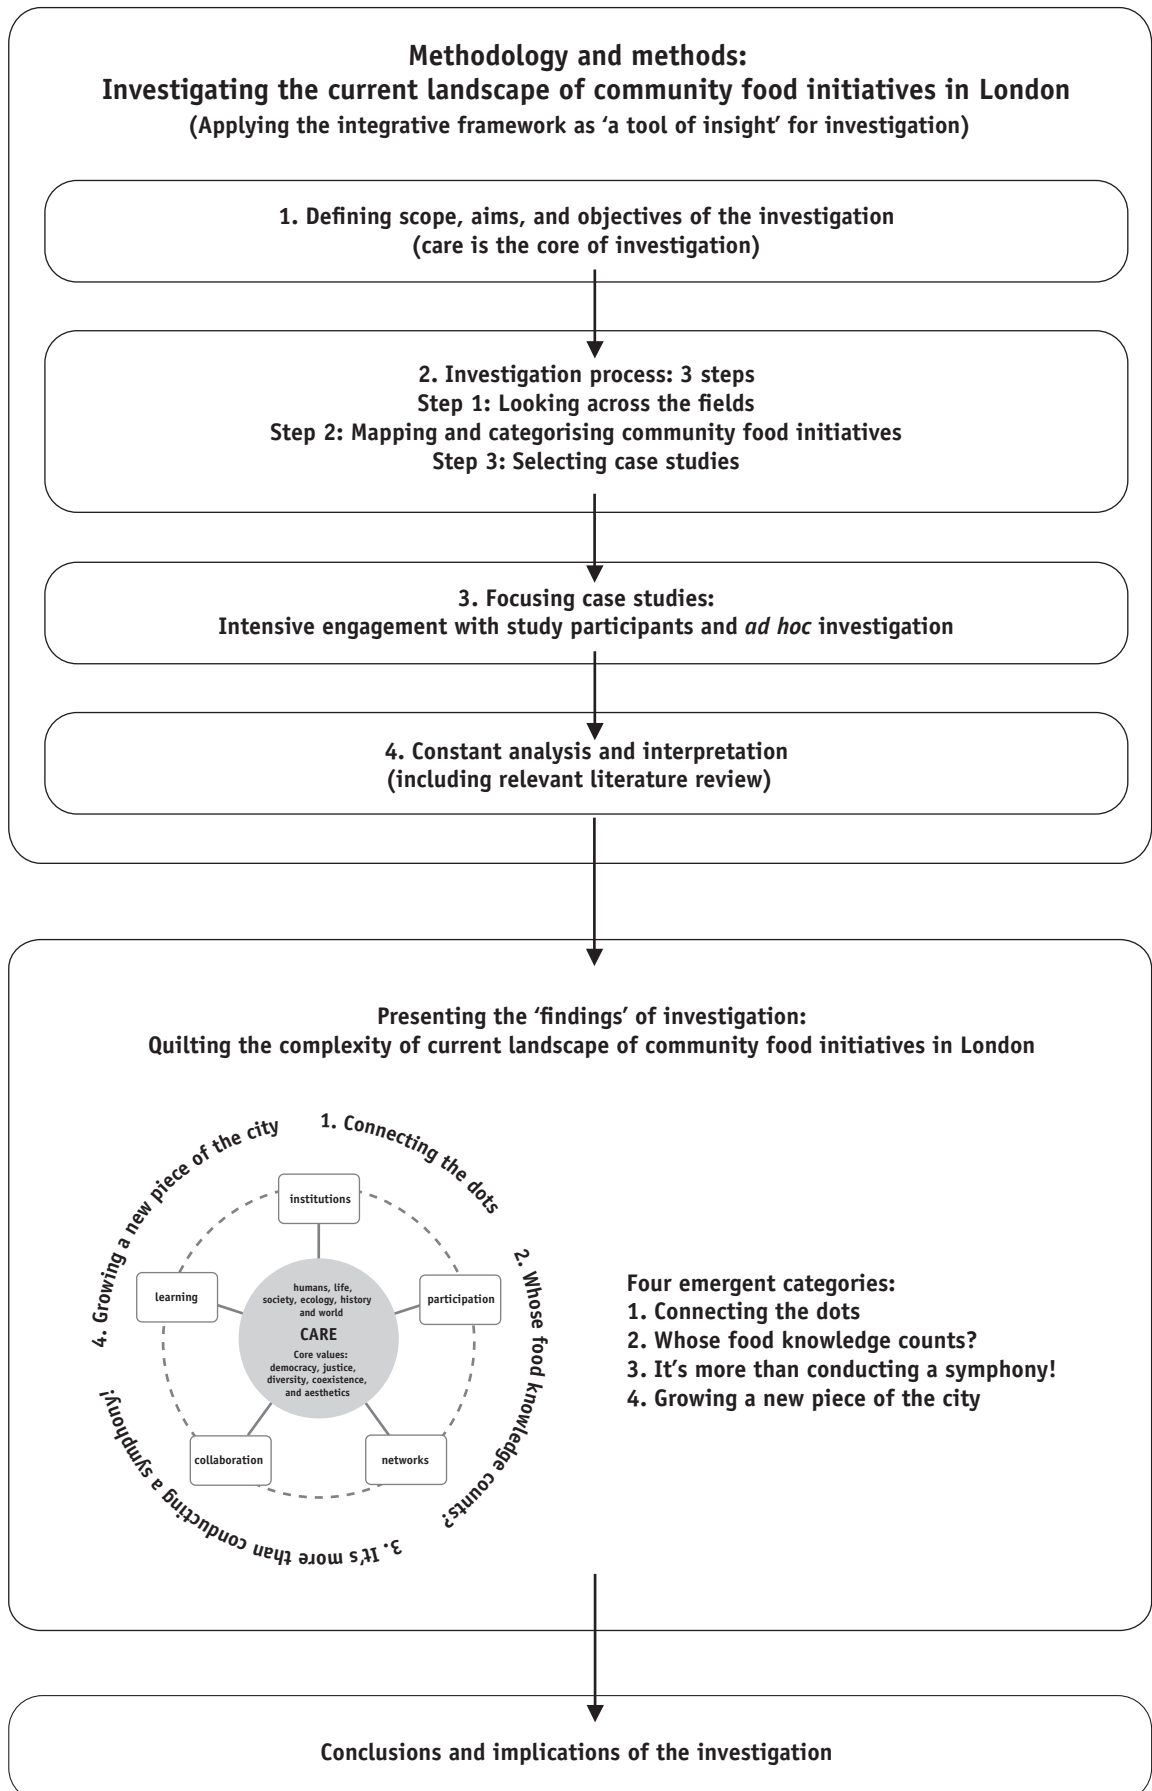 Methodology and methods:
Investigating the current landscape of community food initiatives in London
(Applying the integrative framework as ‘a tool of insight’ for investigation)
1. Defining scope, aims, and objectives of the investigation
(care is the core of investigation)
2. Investigation process: 3 steps
Step 1: Looking across the fields
Step 2: Mapping and categorising community food initiatives
Step 3: Selecting case studies
3. Focusing case studies:
Intensive engagement with study participants and ad hoc investigation
4. Constant analysis and interpretation
(including relevant literature review)
Presenting the ‘findings’ of investigation:
Quilting the complexity of current landscape of community food initiatives in London
1. Connecting the dots
2. Whose food knowledge counts?
3. It’s more than conducting a symphony!
4. Growing a new piece of the city
institutions
participation
networks
collaboration
learning
humans, life,
society, ecology, history
and world
CARE
Core values:
democracy, justice,
diversity, coexistence,
and aesthetics
Four emergent categories:
1. Connecting the dots
2. Whose food knowledge counts?
3. It’s more than conducting a symphony!
4. Growing a new piece of the city
Conclusions and implications of the investigation